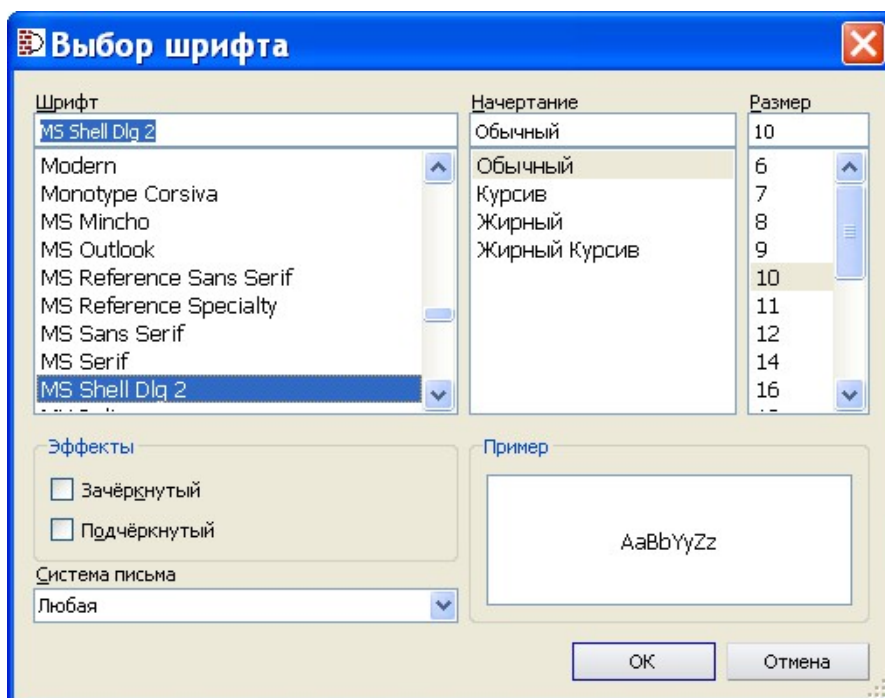 Выбор шрифта
Шрифт
MS Shell Dlg 2
Modern
Monotype Corsiva
MS Mincho
MS Outlook
MS Reference Sans Serif
MS Reference Specialty
MS Sans Serif
MS Serif
MS Shell Dlg 2
Начертание
Обычный
Обычный
Курсив
Жирный
Жирный Курсив
Размер
10
6
7
8
9
10
11
12
14
16
Эффекты
Зачёркнутый
Подчёркнутый
Система письма
Любая
Пример
AaBbYyZz
OK
Отмена